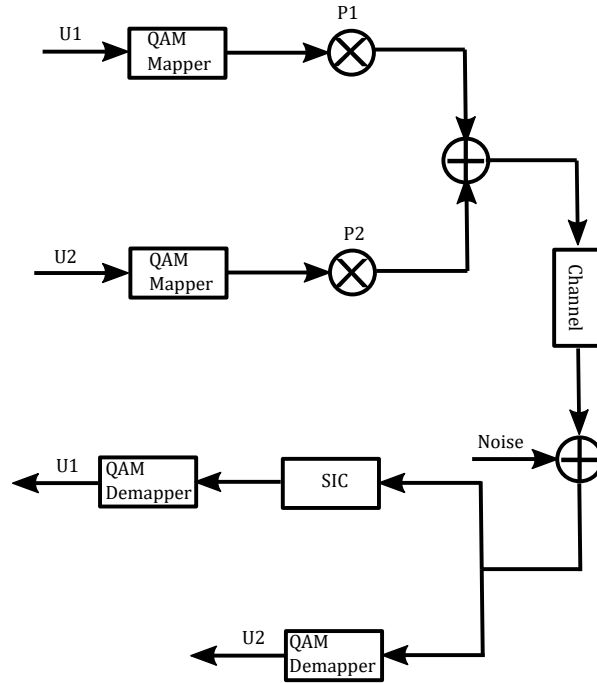 P1
U1
QAM
Mapper
P2
U2
QAM
Mapper
Channel
Noise
U1
QAM
Demapper
SIC
U2
QAM
Demapper